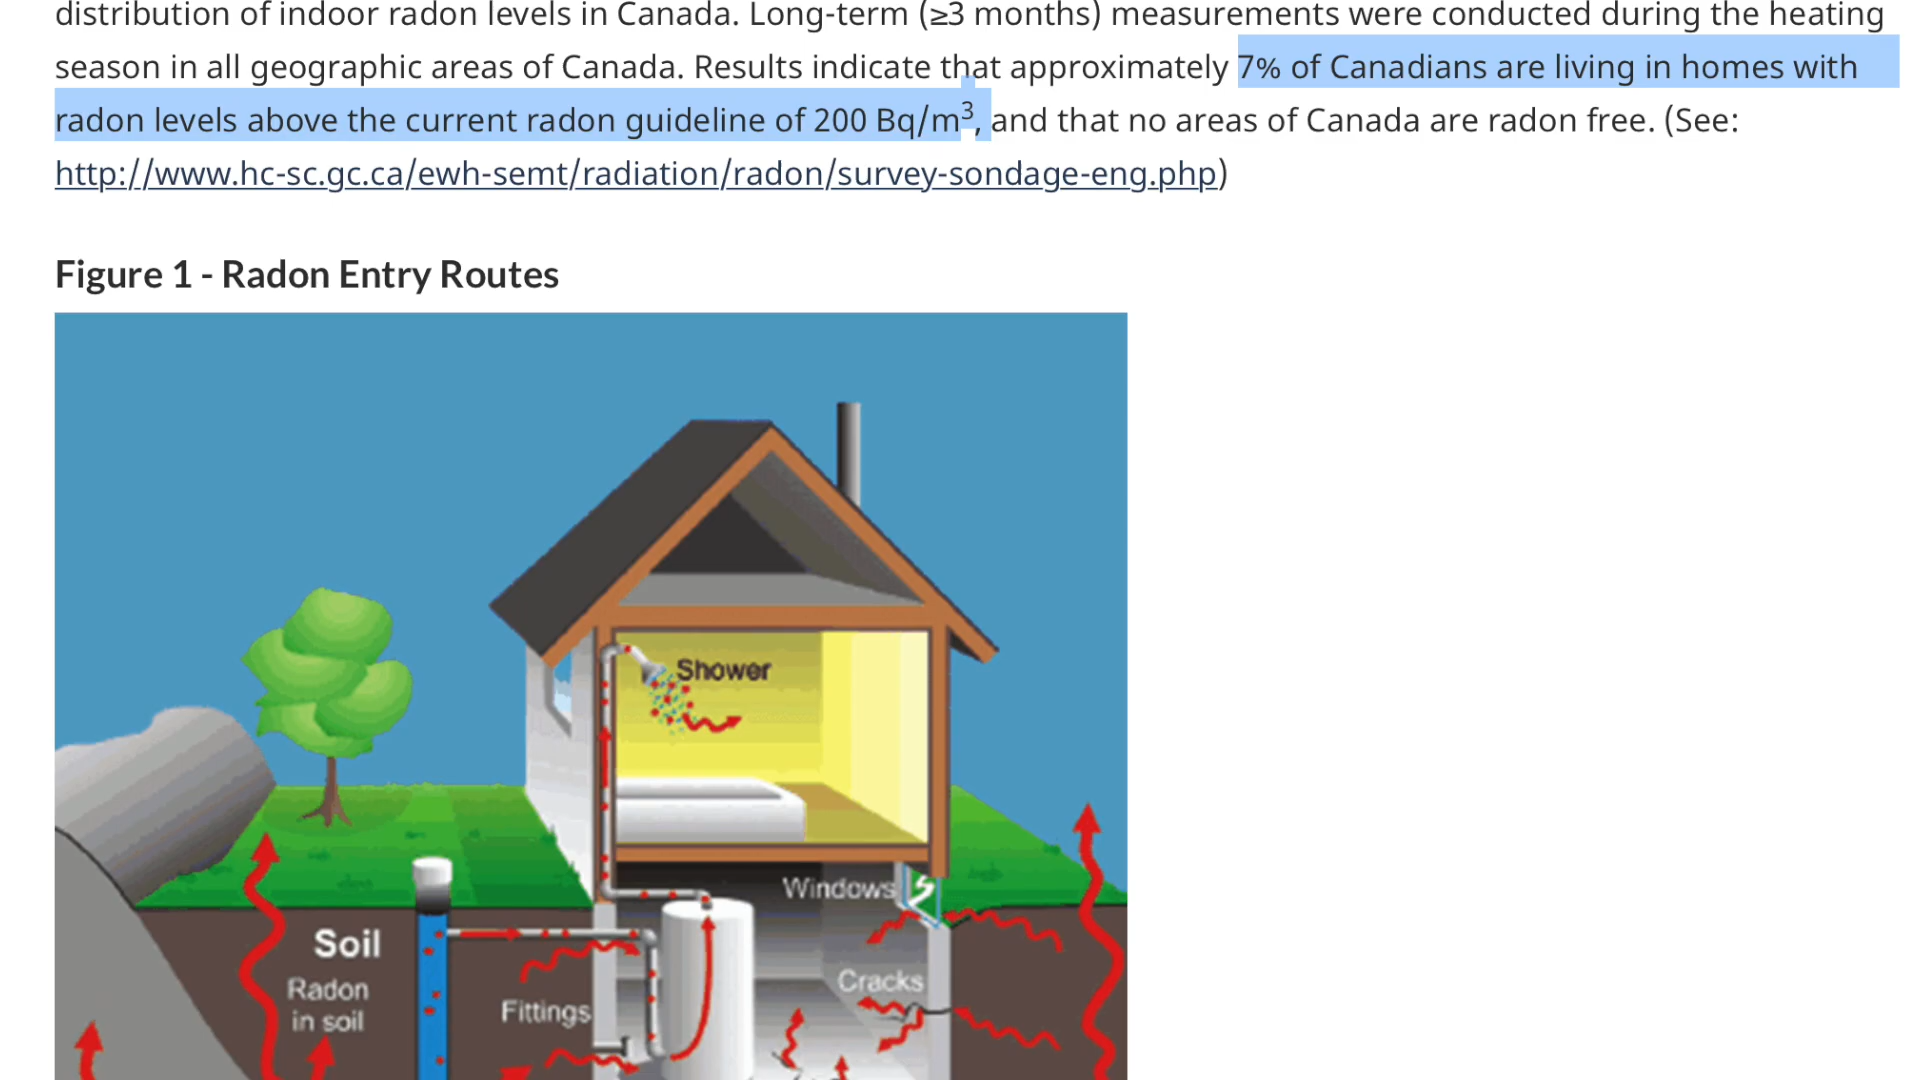 distribution of indoor radon levels in Canada. Long-term (≥3 months) measurements were conducted during the heating
season in all geographic areas of Canada. Results indicate that approximately 7% of Canadians are living in homes with
radon levels above the current radon guideline of 200 Bq/m³, and that no areas of Canada are radon free. (See:
http://www.hc-sc.gc.ca/ewh-semt/radiation/radon/survey-sondage-eng.php)
Figure 1 - Radon Entry Routes
Shower
Windows
Soil
Cracks
Radon
in soil
Fittings